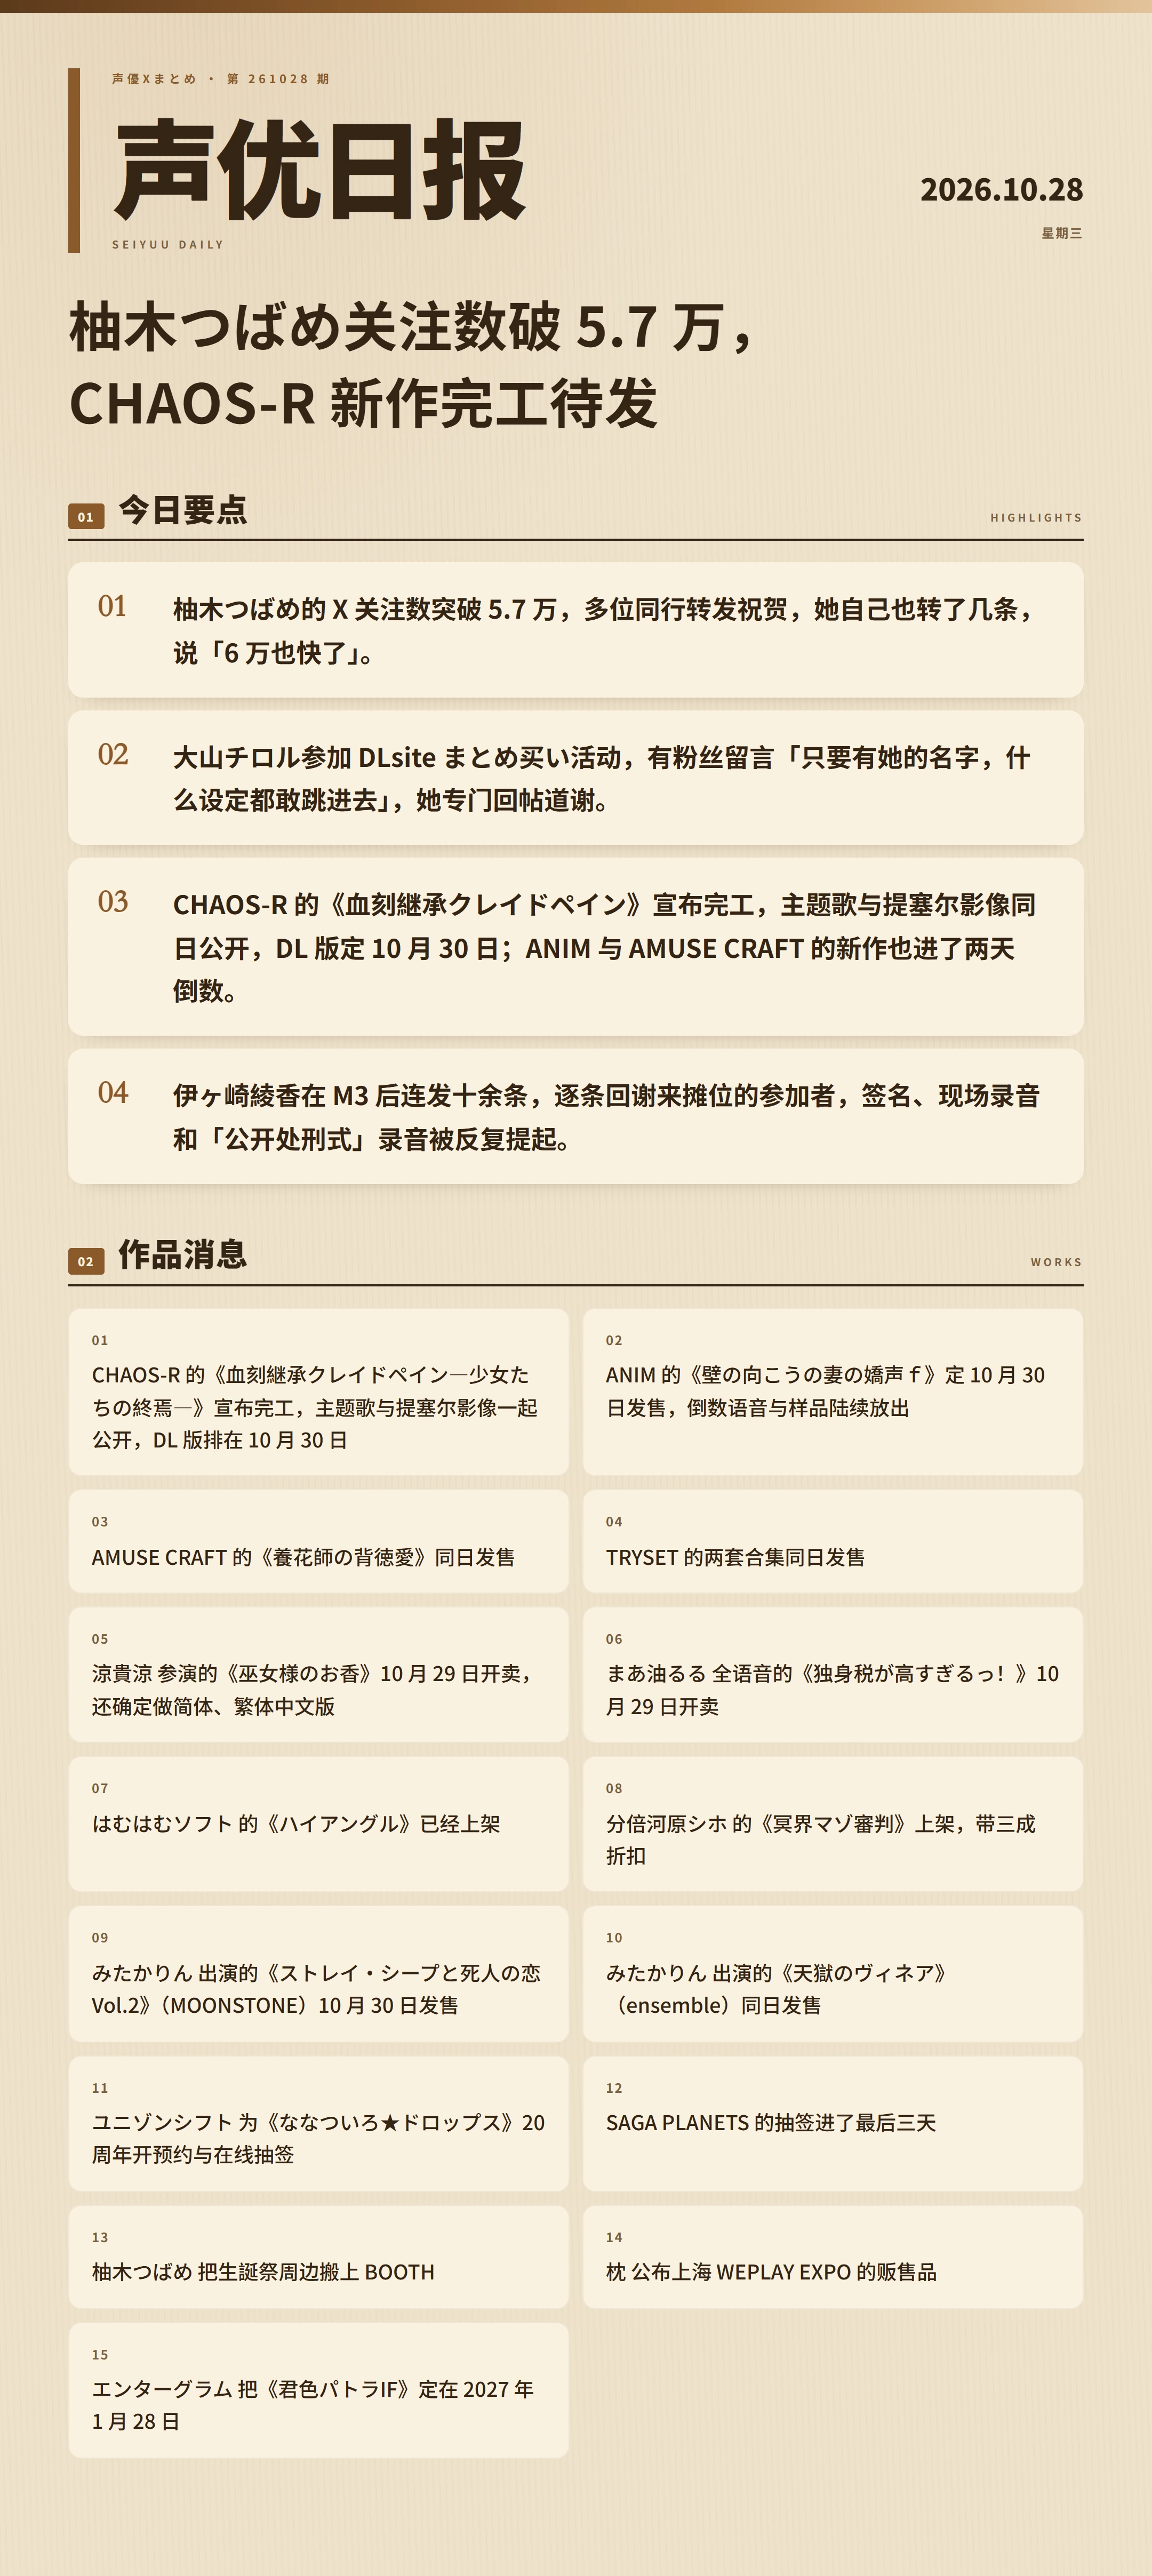 声優Xまとめ ・ 第 261028 期
声优日报
SEIYUU DAILY
2026.10.28
星期三
柚木つばめ关注数破 5.7 万，
CHAOS-R 新作完工待发
01 今日要点
HIGHLIGHTS
01
柚木つばめ的 X 关注数突破 5.7 万，多位同行转发祝贺，她自己也转了几条，
说「6 万也快了」。
02
大山チロル参加 DLsite まとめ买い活动，有粉丝留言「只要有她的名字，什
么设定都敢跳进去」，她专门回帖道谢。
03
CHAOS-R 的《血刻継承クレイドペイン》宣布完工，主题歌与提塞尔影像同
日公开，DL 版定 10 月 30 日；ANIM 与 AMUSE CRAFT 的新作也进了两天
倒数。
04
伊ヶ崎綾香在 M3 后连发十余条，逐条回谢来摊位的参加者，签名、现场录音
和「公开处刑式」录音被反复提起。
02 作品消息
WORKS
01
CHAOS-R 的《血刻継承クレイドペイン―少女た
ちの終焉―》宣布完工，主题歌与提塞尔影像一起
公开，DL 版排在 10 月 30 日
02
ANIM 的《壁の向こうの妻の嬌声 f 》定 10 月 30
日发售，倒数语音与样品陆续放出
03
AMUSE CRAFT 的《養花師の背徳愛》同日发售
04
TRYSET 的两套合集同日发售
05
涼貴涼 参演的《巫女様のお香》10 月 29 日开卖，
还确定做简体、繁体中文版
06
まあ油るる 全语音的《独身税が高すぎるっ！》10
月 29 日开卖
07
はむはむソフト 的《ハイアングル》已经上架
08
分倍河原シホ 的《冥界マゾ審判》上架，带三成
折扣
09
みたかりん 出演的《ストレイ・シープと死人の恋
Vol.2》（MOONSTONE）10 月 30 日发售
10
みたかりん 出演的《天獄のヴィネア》
（ensemble）同日发售
11
ユニゾンシフト 为《ななついろ★ドロップス》20
周年开预约与在线抽签
12
SAGA PLANETS 的抽签进了最后三天
13
柚木つばめ 把生誕祭周边搬上 BOOTH
14
枕 公布上海 WEPLAY EXPO 的贩售品
15
エンターグラム 把《君色パトラIF》定在 2027 年
1 月 28 日